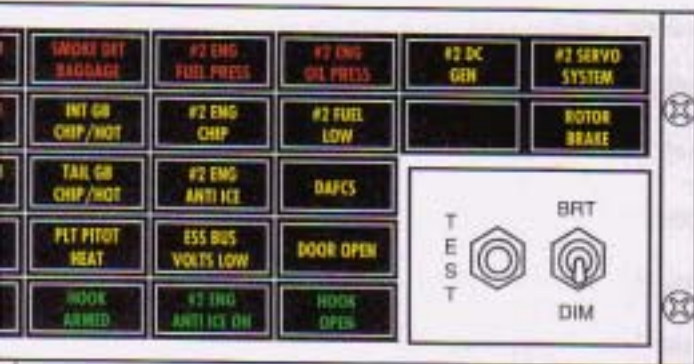 SMOKE DET
BAGGAGE
#2 ENG
FUEL PRESS
#2 ENG
OIL PRESS
#2 DC
GEN
#2 SERVO
SYSTEM
INT GB
CHIP/HOT
#2 ENG
CHIP
#2 FUEL
LOW
ROTOR
BRAKE
TAIL GB
CHIP/HOT
#2 ENG
ANTI ICE
DAFCS
PLT PITOT
HEAT
ESS BUS
VOLTS LOW
DOOR OPEN
HOOK
ARMED
#2 ENG
ANTI ICE ON
HOOK
OPEN
TEST
BRT
DIM